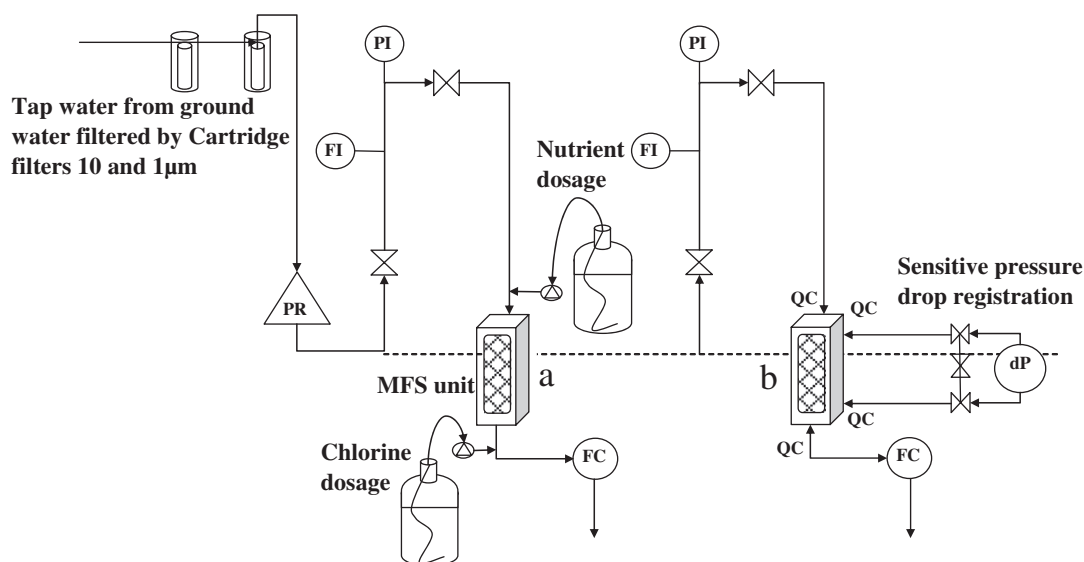 PI
PI
Tap water from ground
water filtered by Cartridge
filters 10 and 1µm
FI
Nutrient
dosage
FI
Sensitive pressure
drop registration
PR
QC
QC
MFS unit
a
b
dP
QC
QC
Chlorine
dosage
FC
FC